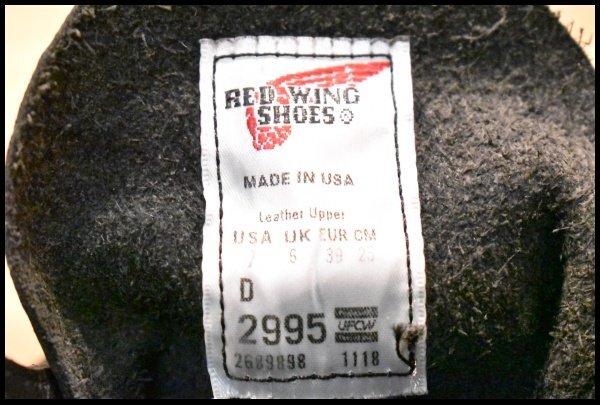 RED WING
SHOES ®
MADE IN USA
Leather Upper
USA UK EUR CM
7 6 39 25
D
2995 UFCW
2689898 1118